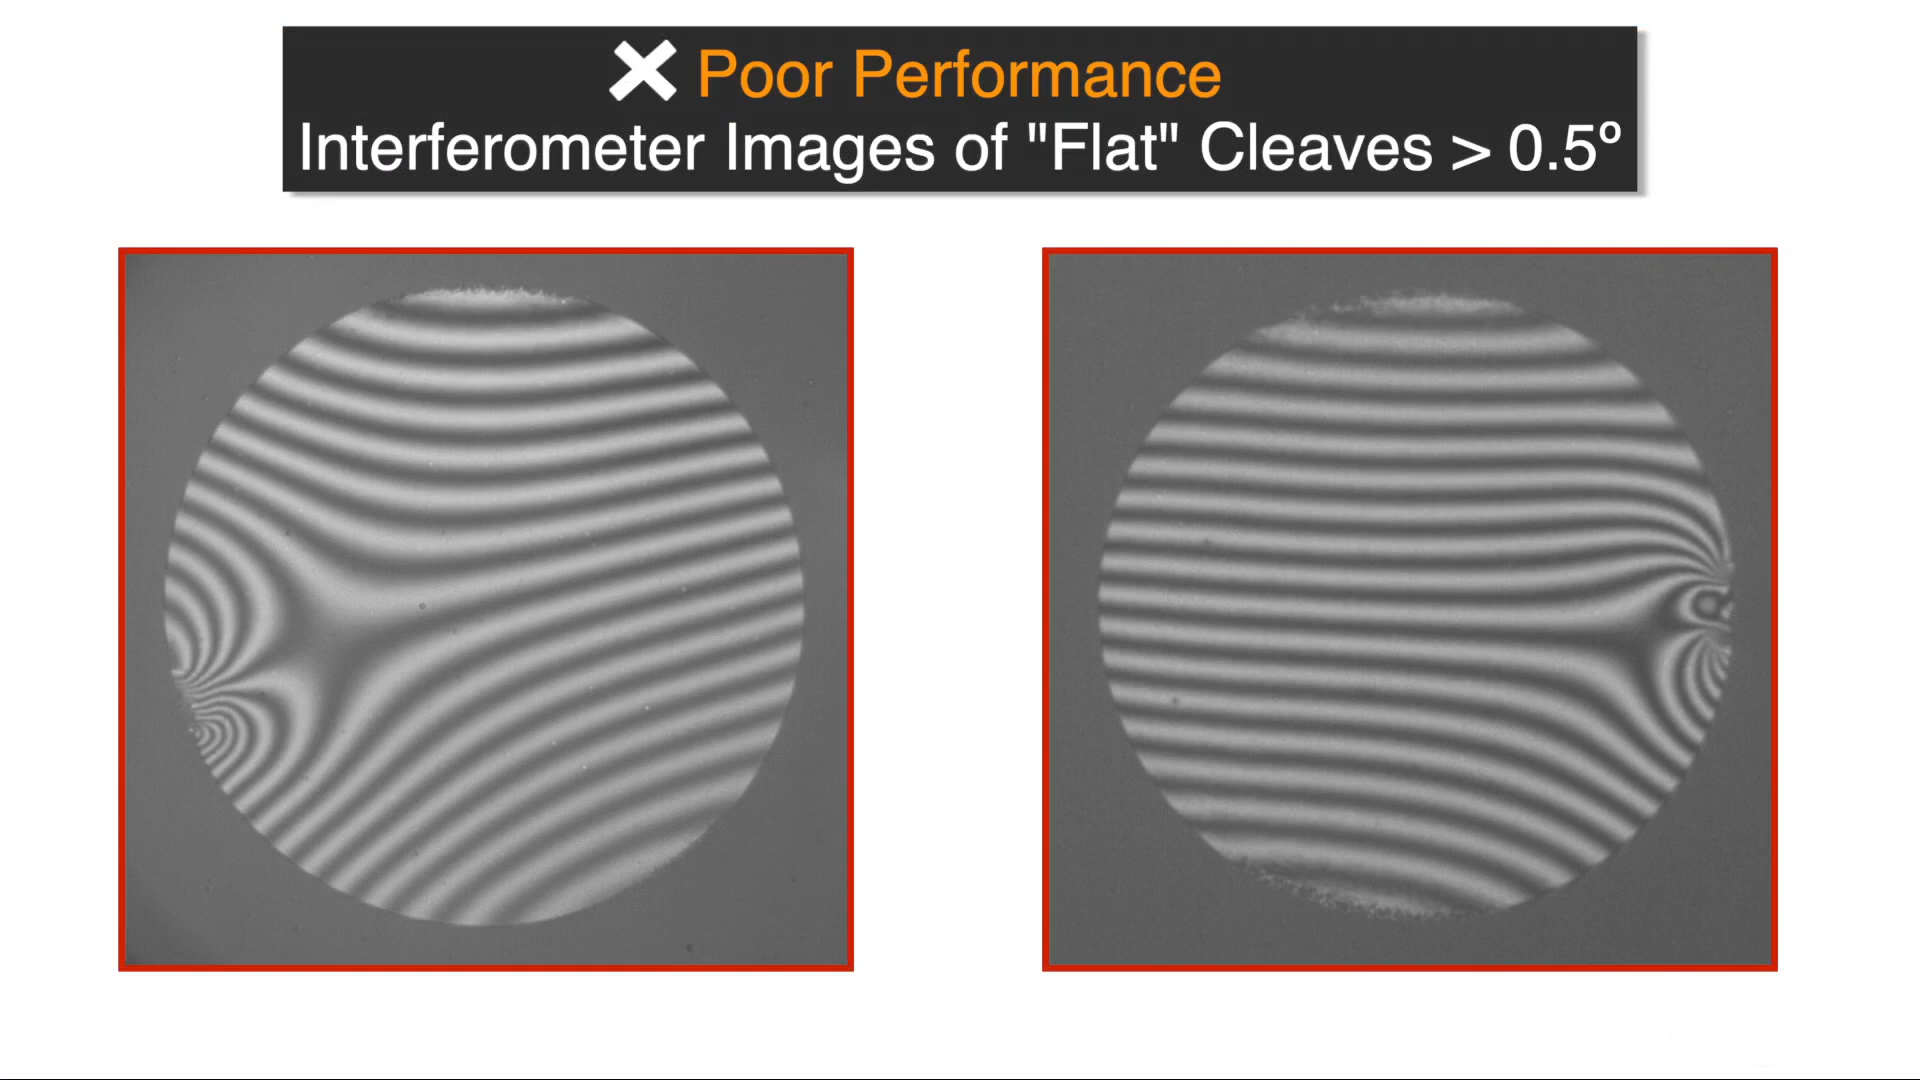 Poor Performance
Interferometer Images of "Flat" Cleaves > 0.5º